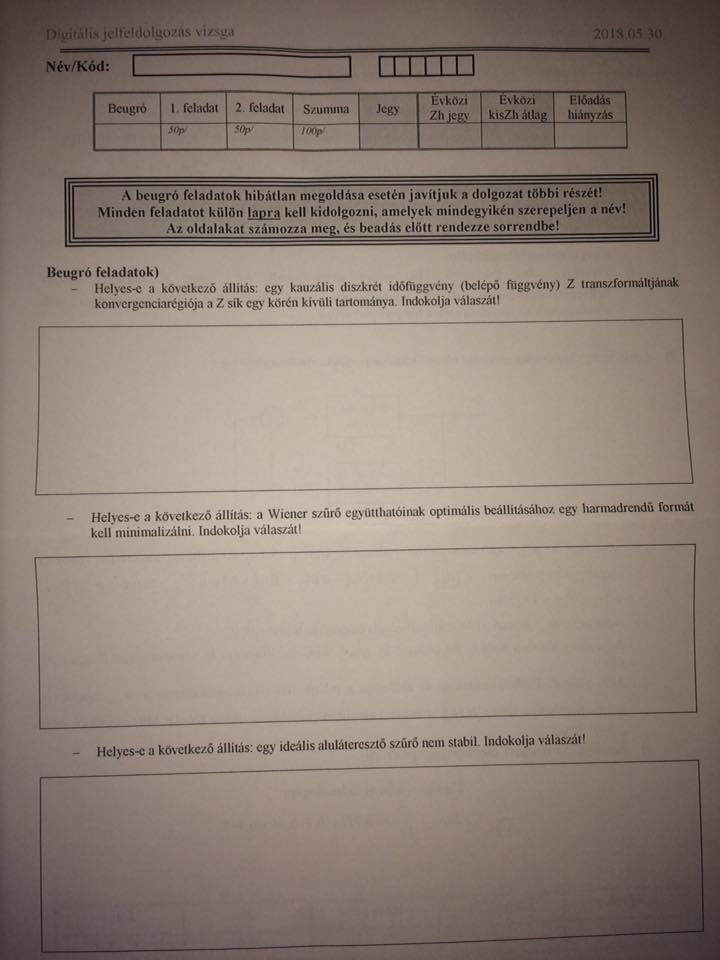 Digitális jelfeldolgozás vizsga 2018.05.30.
Név/Kód:
Beugró 1. feladat 2. feladat Szumma Jegy Évközi Zh jegy Évközi kisZh átlag Előadás hiányzás
50p/ 50p/ 100p/
A beugró feladatok hibátlan megoldása esetén javítjuk a dolgozat többi részét!
Minden feladatot külön lapra kell kidolgozni, amelyek mindegyikén szerepeljen a név!
Az oldalakat számozza meg, és beadás előtt rendezze sorrendbe!
Beugró feladatok)
– Helyes-e a következő állítás: egy kauzális diszkrét időfüggvény (belépő függvény) Z transzformáltjának
konvergenciarégiója a Z sík egy körén kívüli tartománya. Indokolja válaszát!
– Helyes-e a következő állítás: a Wiener szűrő együtthatóinak optimális beállításához egy harmadrendű formát
kell minimalizálni. Indokolja válaszát!
– Helyes-e a következő állítás: egy ideális aluláteresztő szűrő nem stabil. Indokolja válaszát!